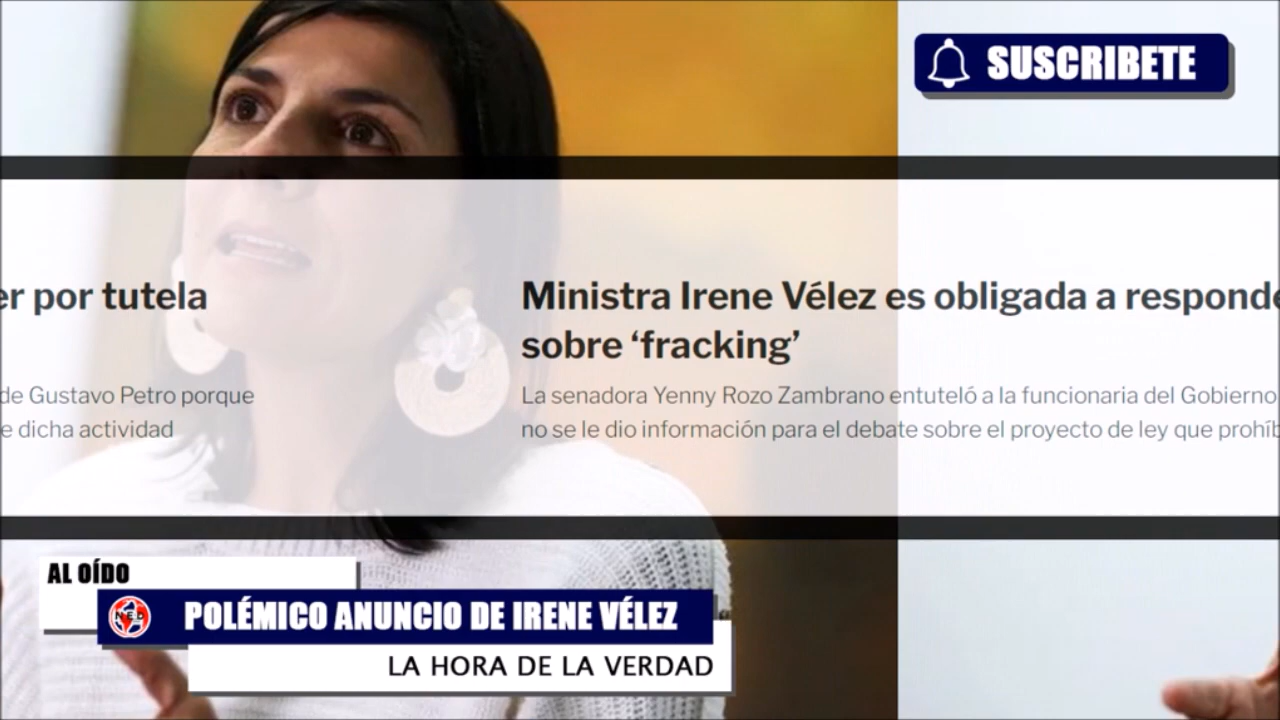 SUSCRIBETE
er por tutela
de Gustavo Petro porque
e dicha actividad
Ministra Irene Vélez es obligada a responde
sobre ‘fracking’
La senadora Yenny Rozo Zambrano entuteló a la funcionaria del Gobierno
no se le dio información para el debate sobre el proyecto de ley que prohíb
AL OÍDO
POLÉMICO ANUNCIO DE IRENE VÉLEZ
LA HORA DE LA VERDAD